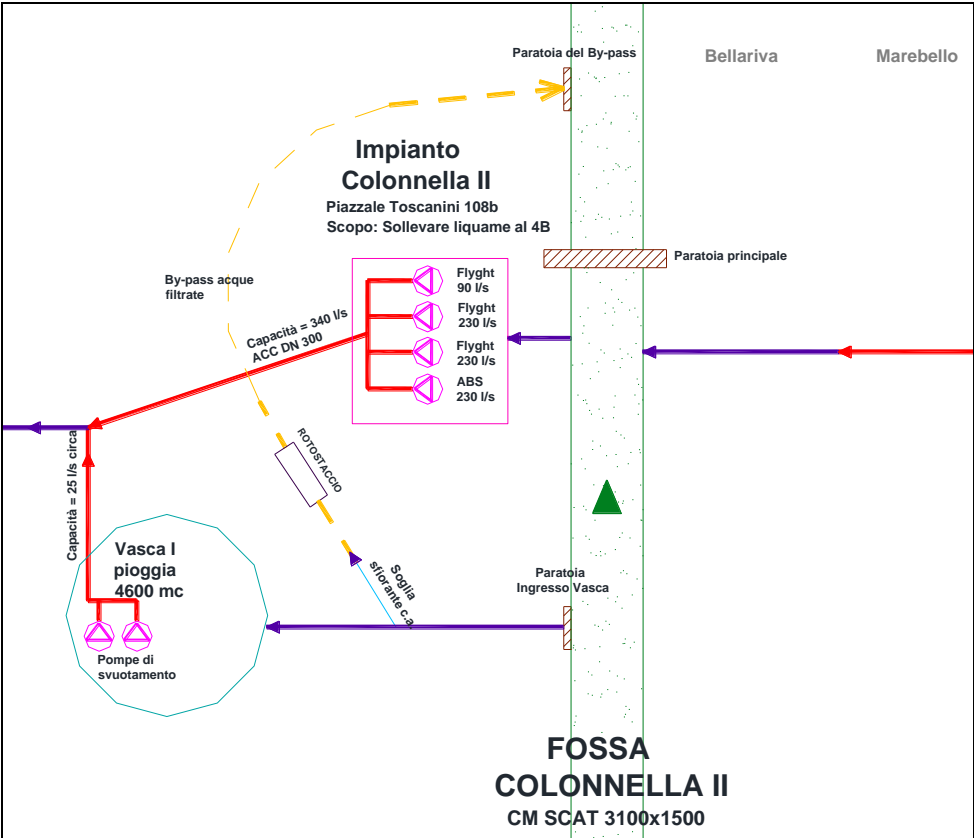 Paratoia del By-pass
Bellariva
Marebello
Impianto
Colonnella II
Piazzale Toscanini 108b
Scopo: Sollevare liquame al 4B
Paratoia principale
By-pass acque
filtrate
Flyght
90 l/s
Flyght
230 l/s
Flyght
230 l/s
ABS
230 l/s
Capacità = 340 l/s
ACC DN 300
ROTOSTACCIO
Capacità = 25 l/s circa
Vasca I
pioggia
4600 mc
Soglia
sfiorante c.a.
Paratoia
Ingresso Vasca
Pompe di
svuotamento
FOSSA
COLONNELLA II
CM SCAT 3100x1500